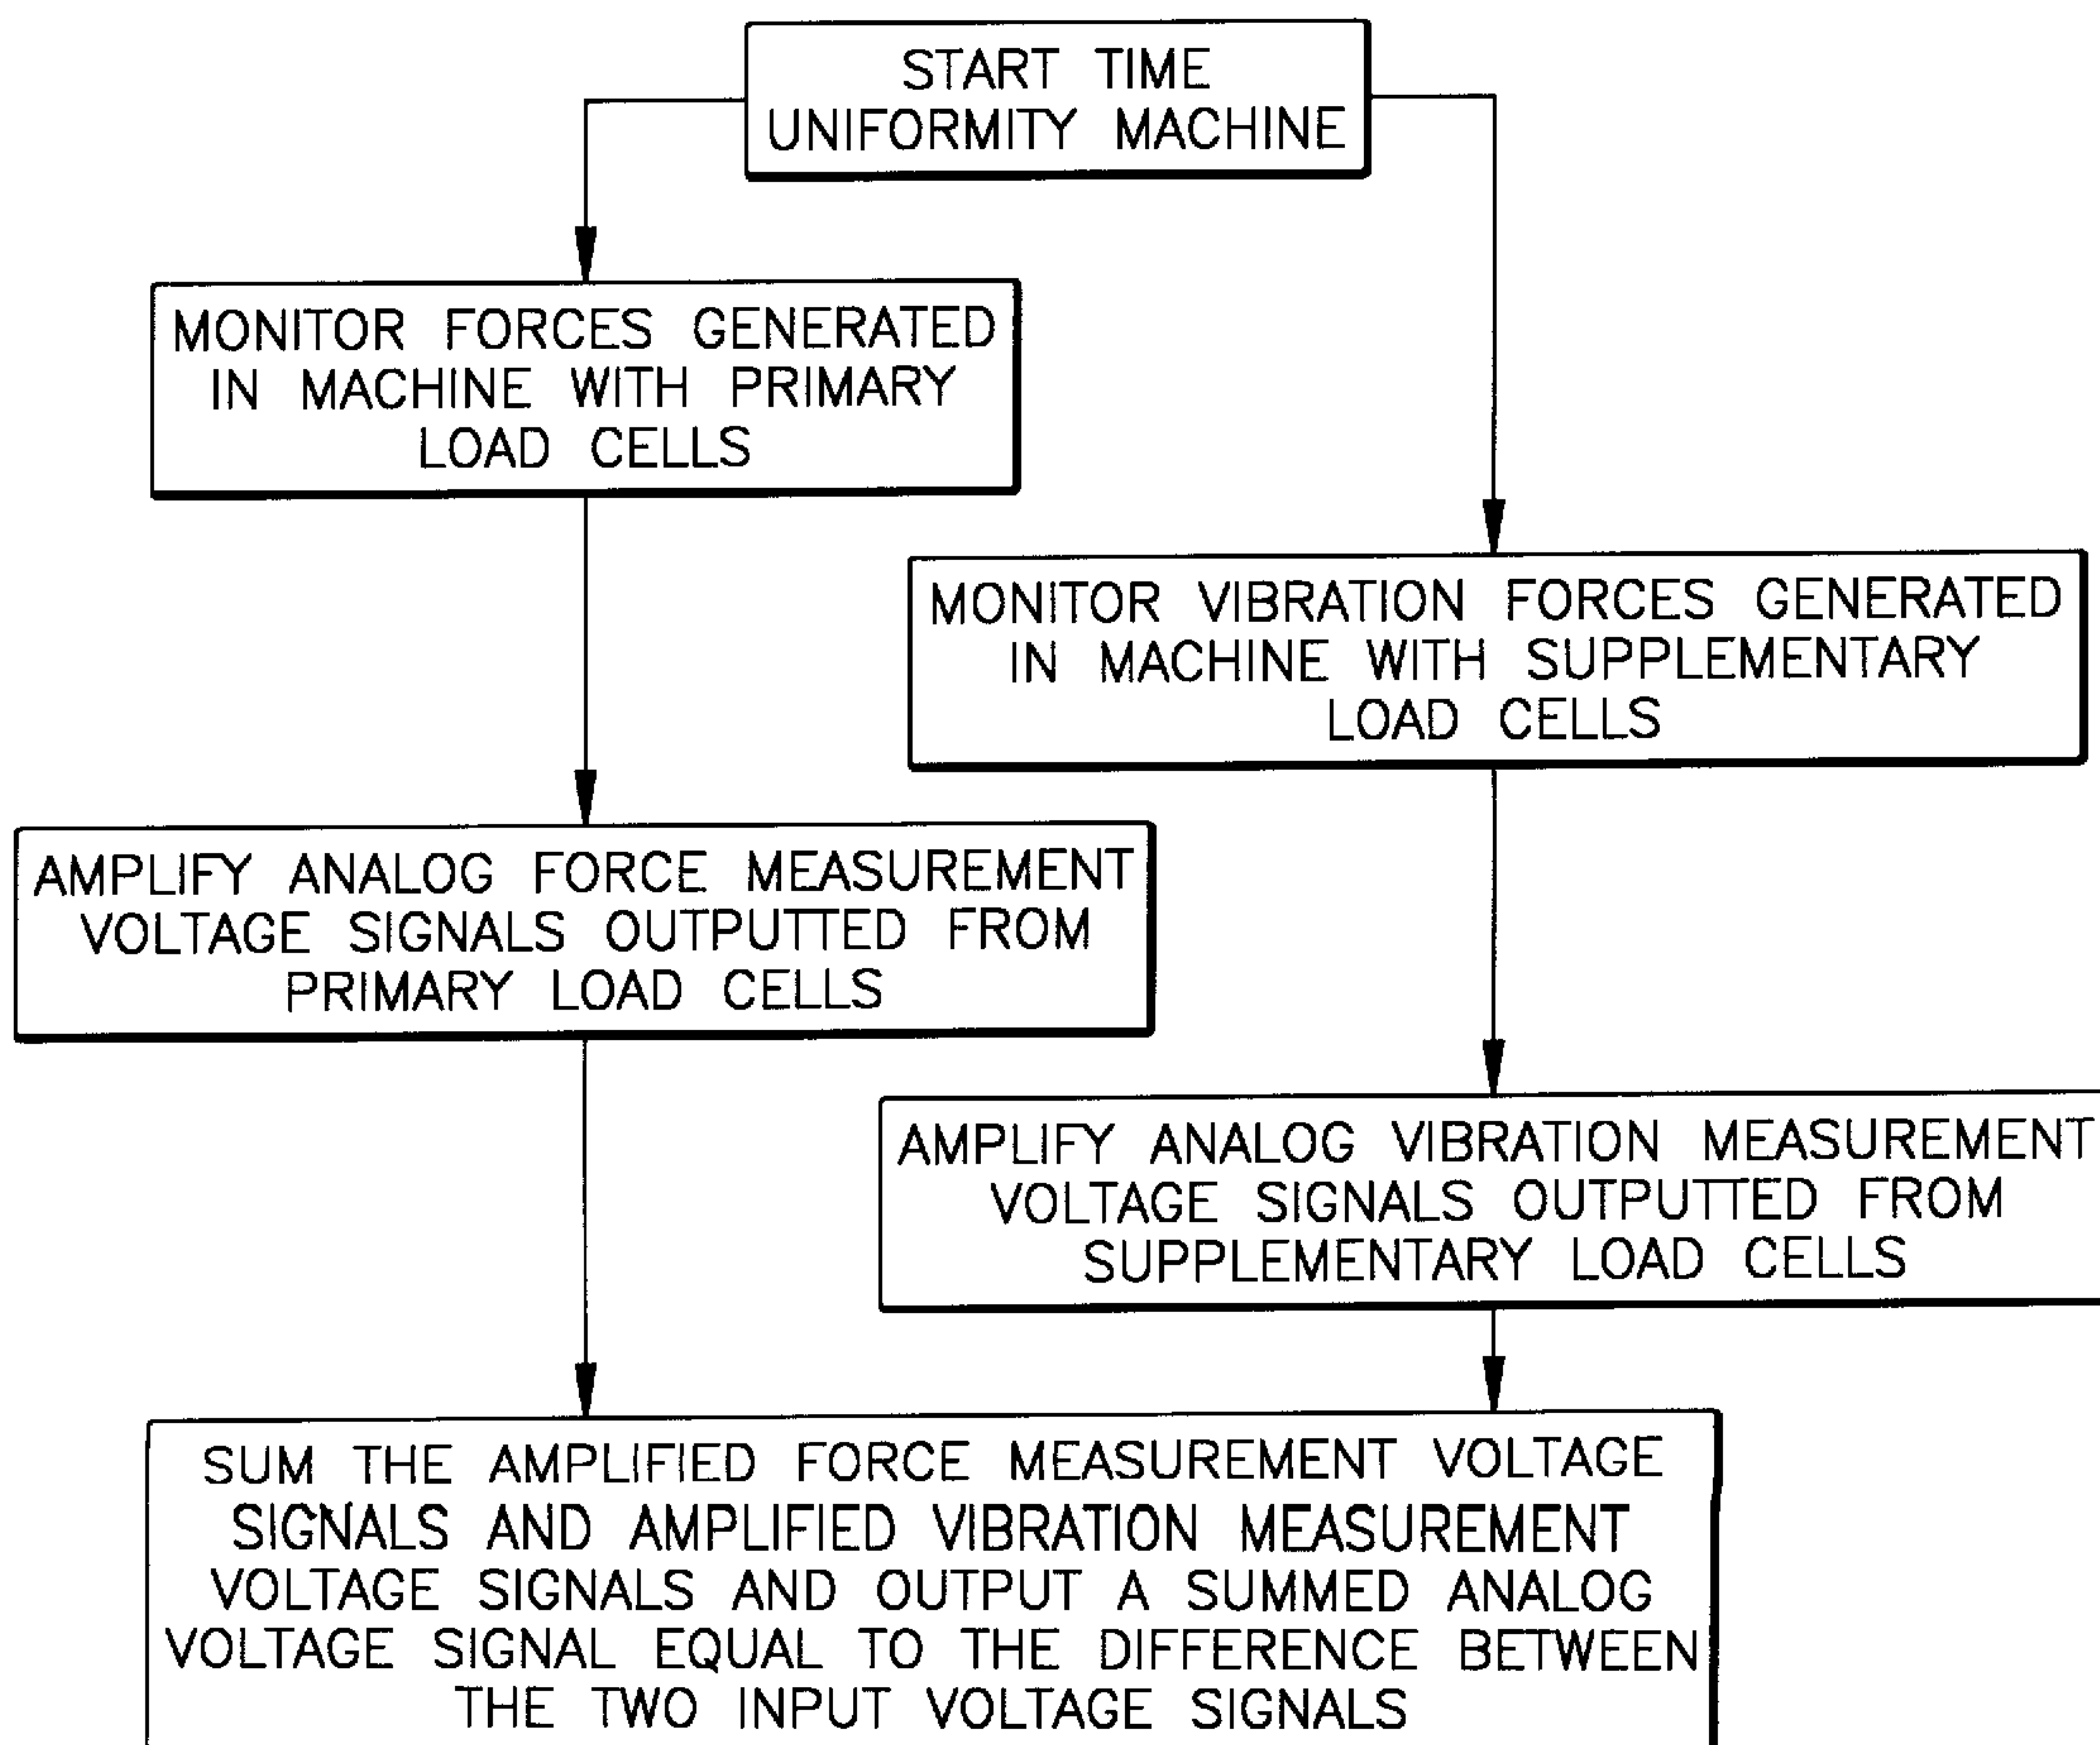 START TIME
UNIFORMITY MACHINE
MONITOR FORCES GENERATED
IN MACHINE WITH PRIMARY
LOAD CELLS
MONITOR VIBRATION FORCES GENERATED
IN MACHINE WITH SUPPLEMENTARY
LOAD CELLS
AMPLIFY ANALOG FORCE MEASUREMENT
VOLTAGE SIGNALS OUTPUTTED FROM
PRIMARY LOAD CELLS
AMPLIFY ANALOG VIBRATION MEASUREMENT
VOLTAGE SIGNALS OUTPUTTED FROM
SUPPLEMENTARY LOAD CELLS
SUM THE AMPLIFIED FORCE MEASUREMENT VOLTAGE
SIGNALS AND AMPLIFIED VIBRATION MEASUREMENT
VOLTAGE SIGNALS AND OUTPUT A SUMMED ANALOG
VOLTAGE SIGNAL EQUAL TO THE DIFFERENCE BETWEEN
THE TWO INPUT VOLTAGE SIGNALS